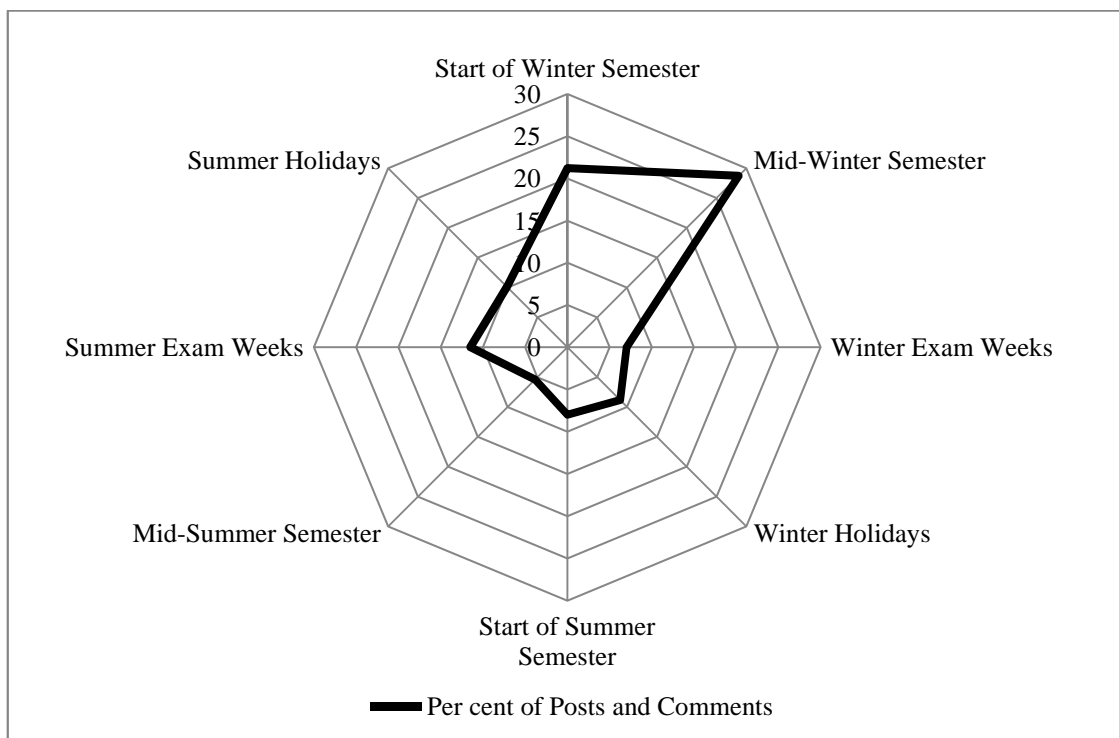 Start of Winter Semester
30
25
20
15
10
5
0
Mid-Winter Semester
Winter Exam Weeks
Winter Holidays
Start of Summer
Semester
Mid-Summer Semester
Summer Exam Weeks
Summer Holidays
Per cent of Posts and Comments